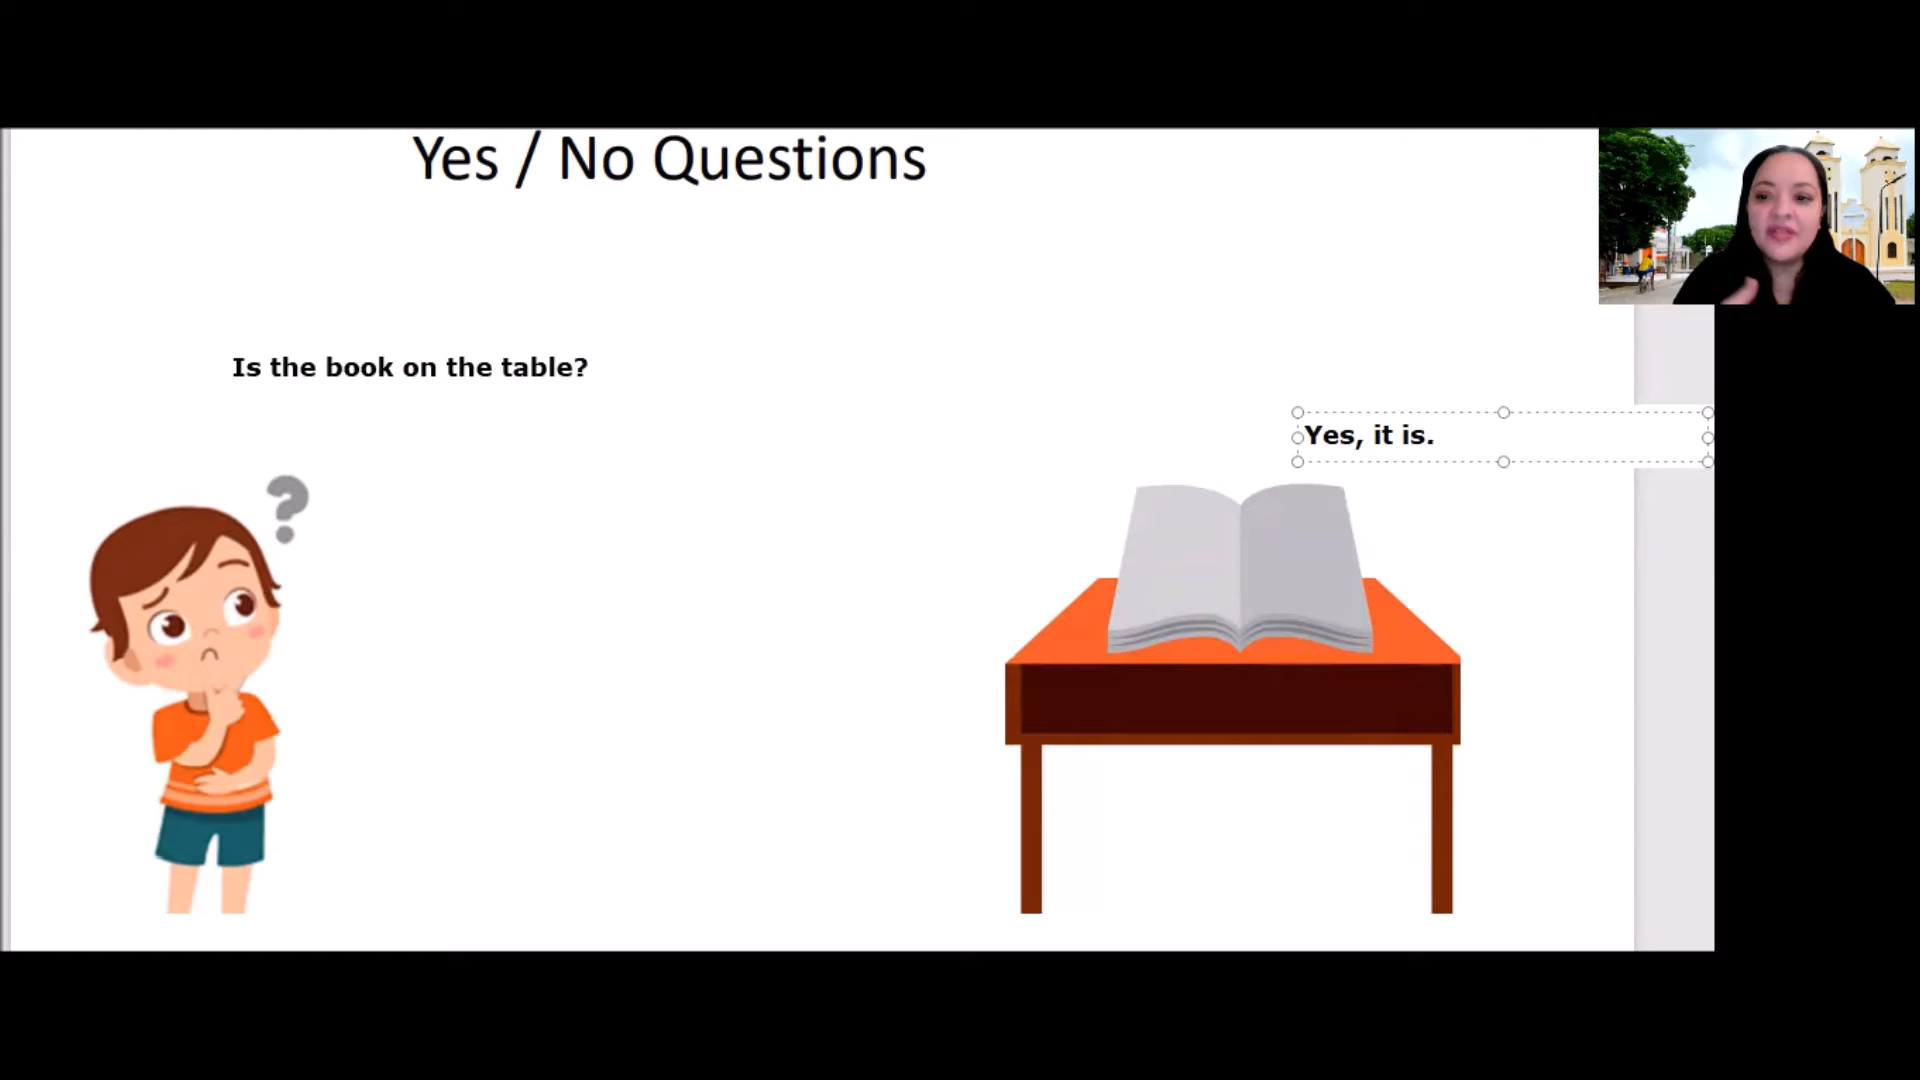 Yes / No Questions
Is the book on the table?
Yes, it is.
?